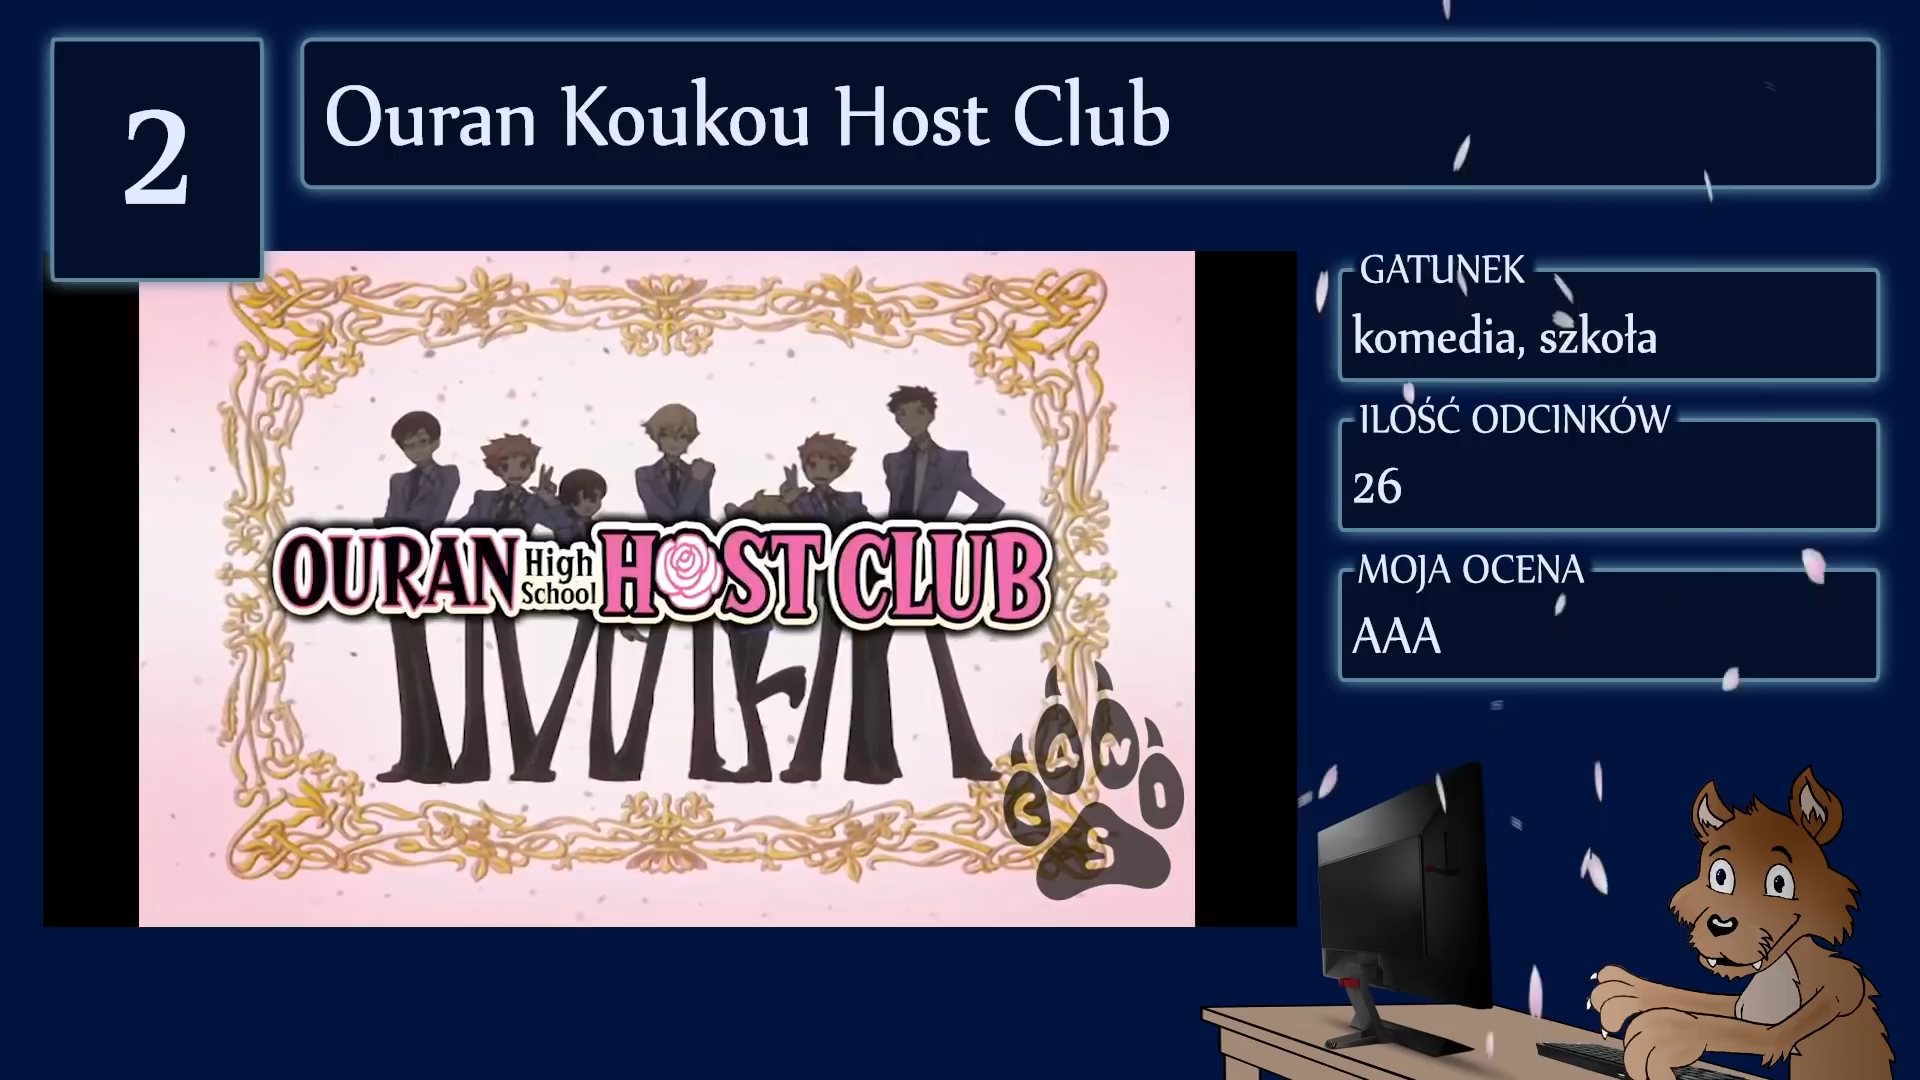 2
Ouran Koukou Host Club
OURAN High School HOST CLUB
CANOS
GATUNEK
komedia, szkoła
ILOŚĆ ODCINKÓW
26
MOJA OCENA
AAA